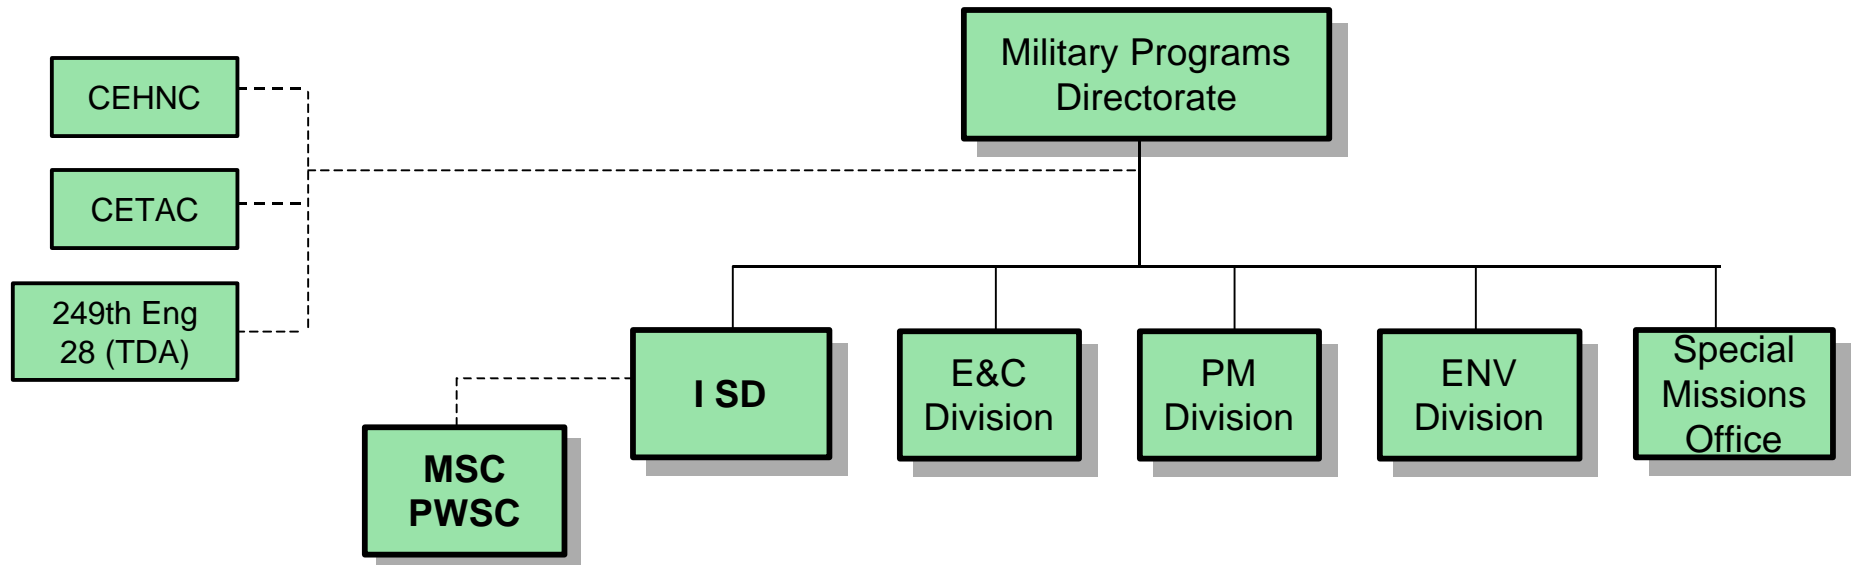 Military Programs
Directorate
CEHNC
CETAC
249th Eng
28 (TDA)
I SD
E&C
Division
PM
Division
ENV
Division
Special
Missions
Office
MSC
PWSC